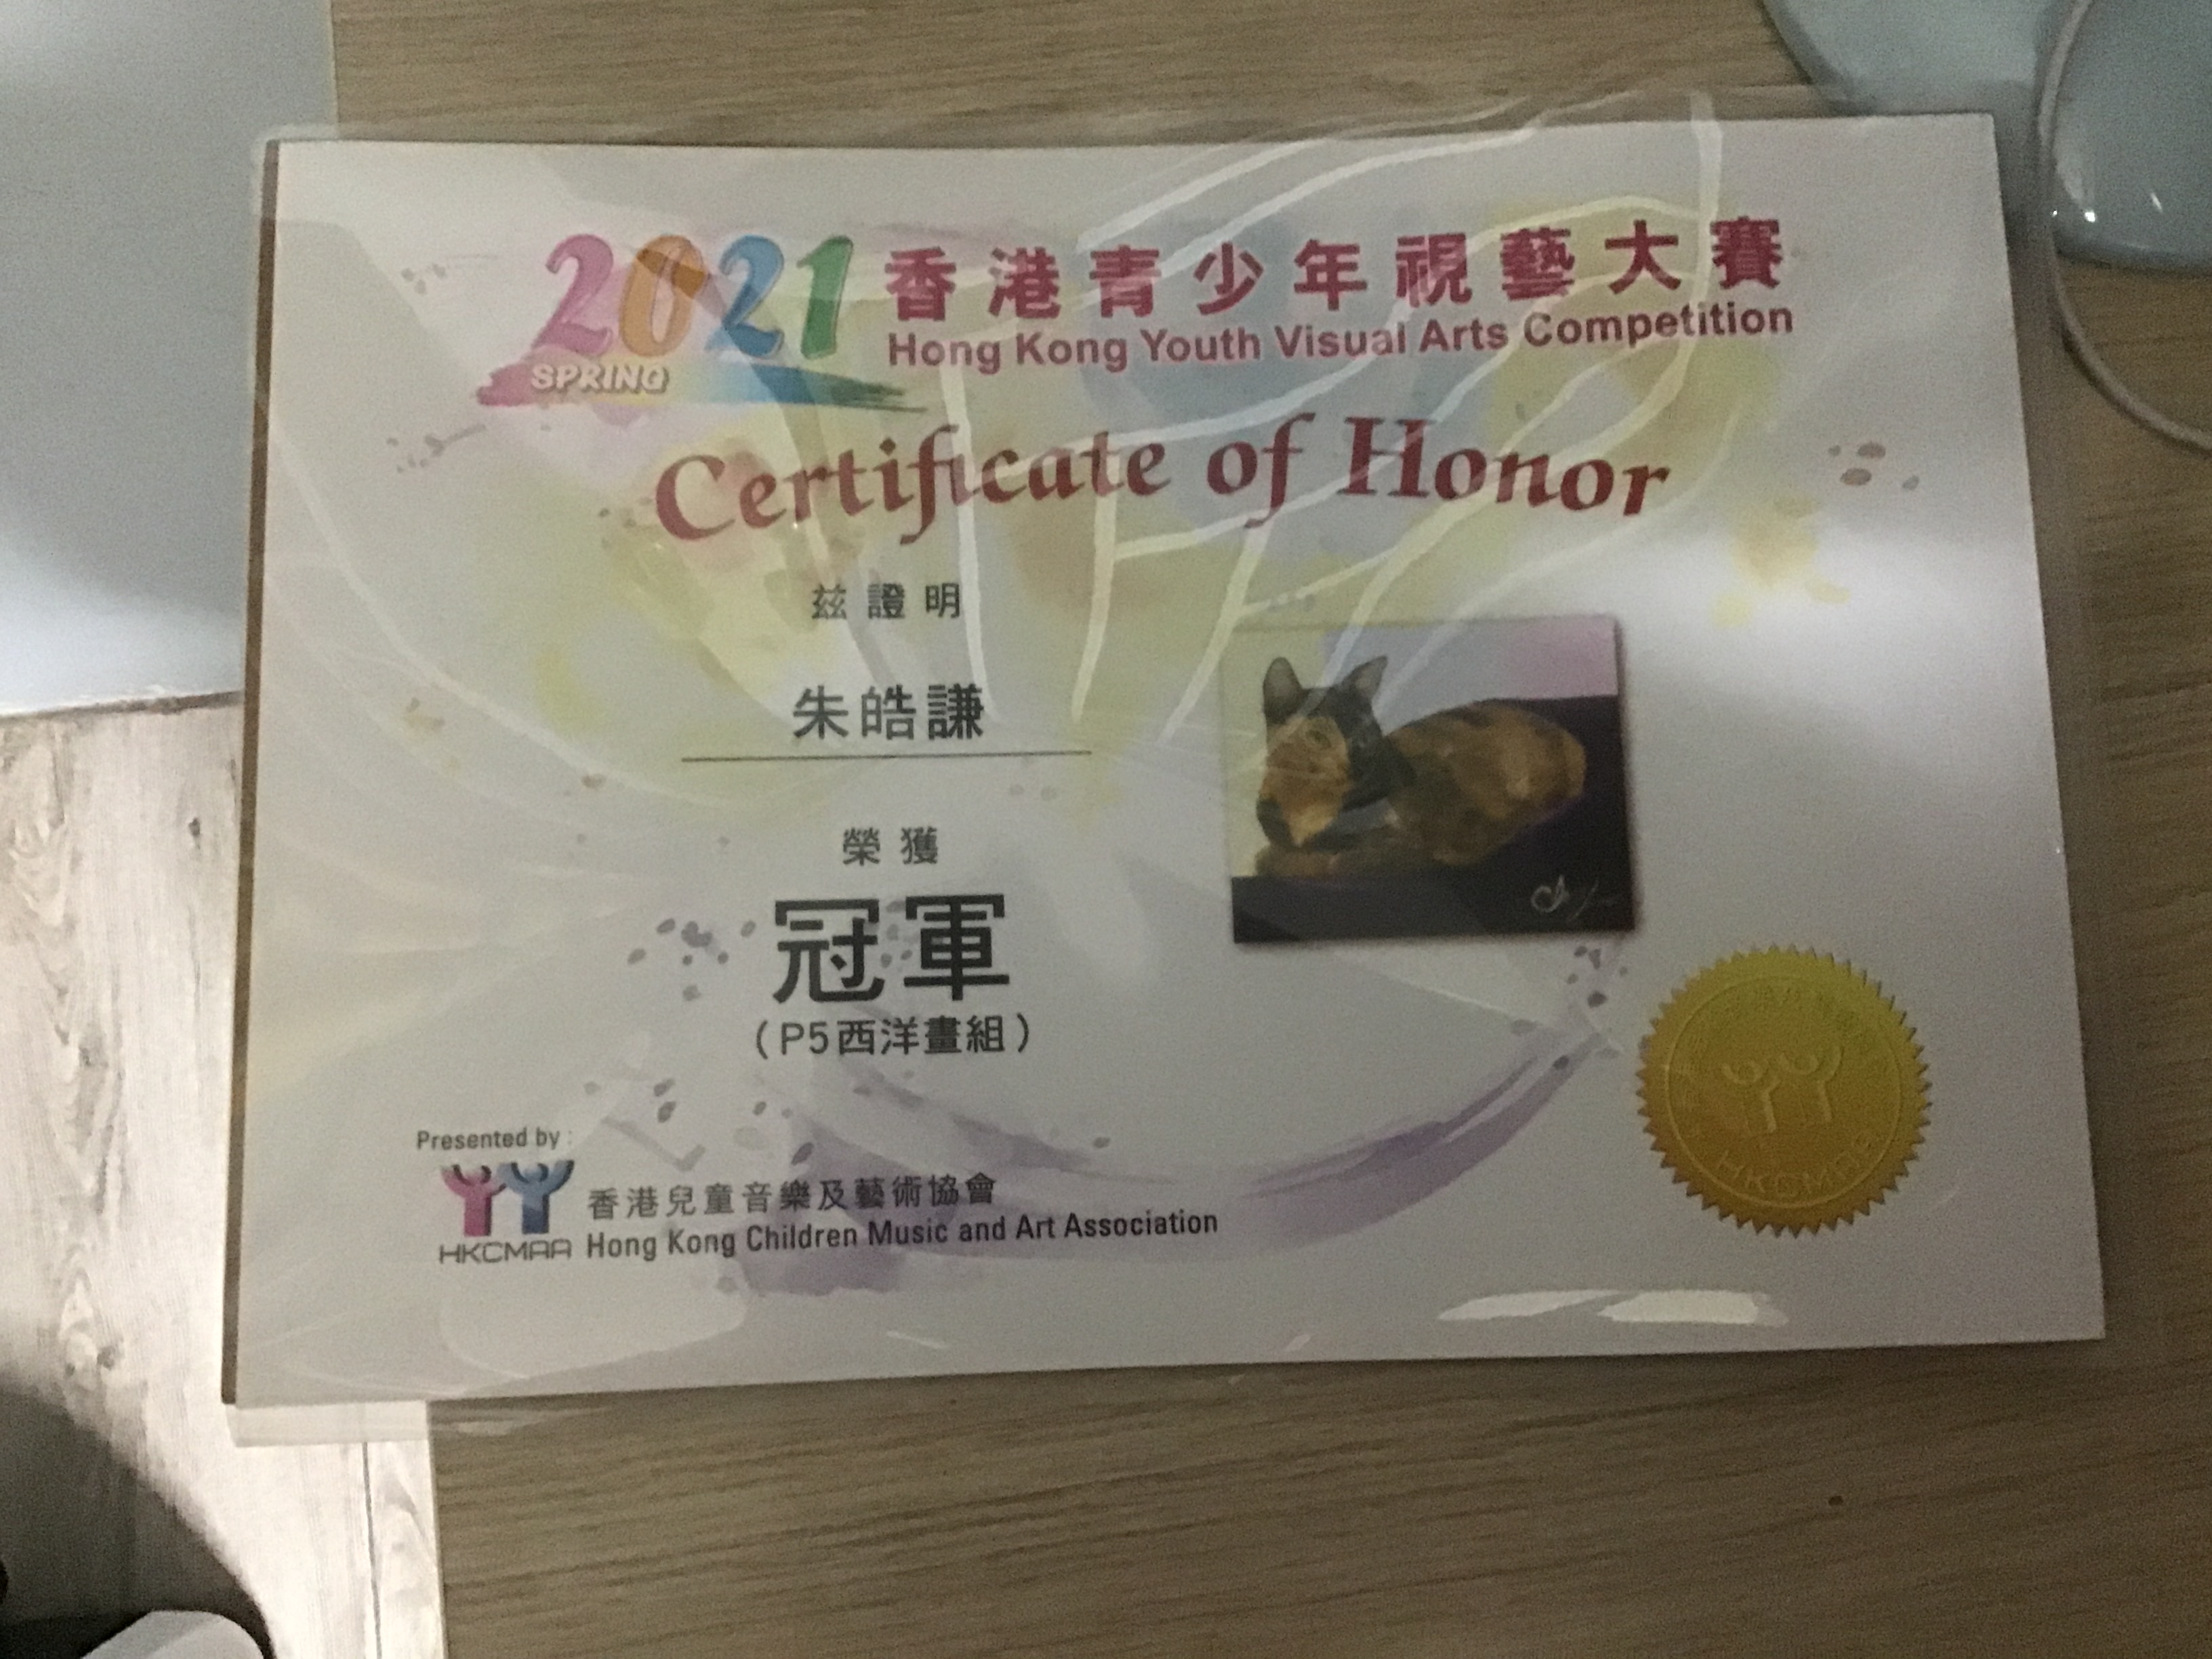 2021 香港青少年視藝大賽
SPRING Hong Kong Youth Visual Arts Competition
Certificate of Honor
茲證明
朱皓謙
榮獲
冠軍
(P5西洋畫組)
Presented by :
香港兒童音樂及藝術協會
HKCMAA Hong Kong Children Music and Art Association
HKCMAA